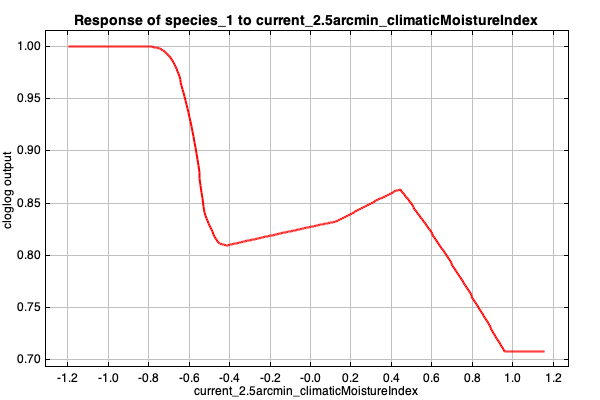 Response of species_1 to current_2.5arcmin_climaticMoistureIndex
cloglog output
1.00
0.95
0.90
0.85
0.80
0.75
0.70
-1.2 -1.0 -0.8 -0.6 -0.4 -0.2 -0.0 0.2 0.4 0.6 0.8 1.0 1.2
current_2.5arcmin_climaticMoistureIndex